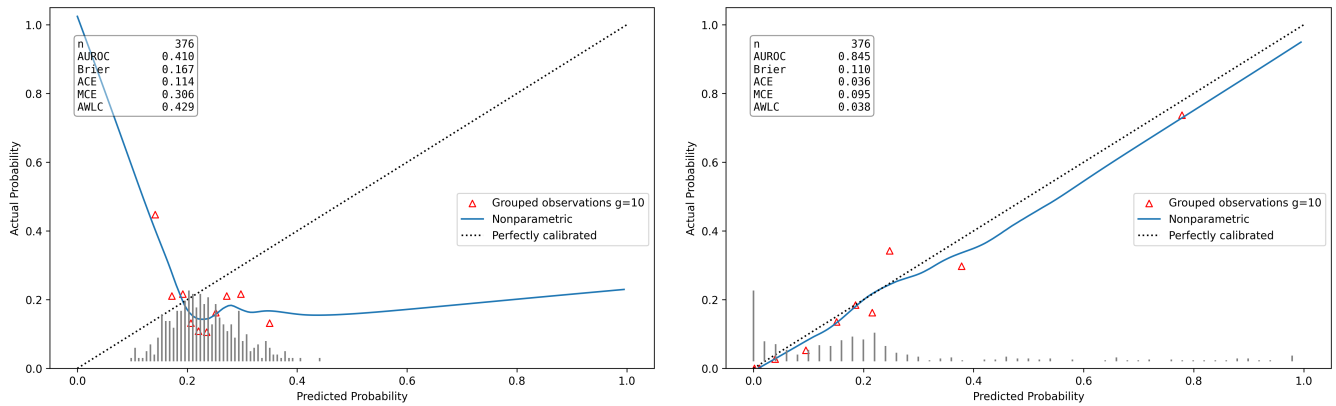 1.0
0.8
0.6
0.4
0.2
0.0
Actual Probability
n 376
AUROC 0.410
Brier 0.167
ACE 0.114
MCE 0.306
AWLC 0.429
Grouped observations g=10
Nonparametric
Perfectly calibrated
0.0 0.2 0.4 0.6 0.8 1.0
Predicted Probability
1.0
0.8
0.6
0.4
0.2
0.0
Actual Probability
n 376
AUROC 0.845
Brier 0.110
ACE 0.036
MCE 0.095
AWLC 0.038
Grouped observations g=10
Nonparametric
Perfectly calibrated
0.0 0.2 0.4 0.6 0.8 1.0
Predicted Probability